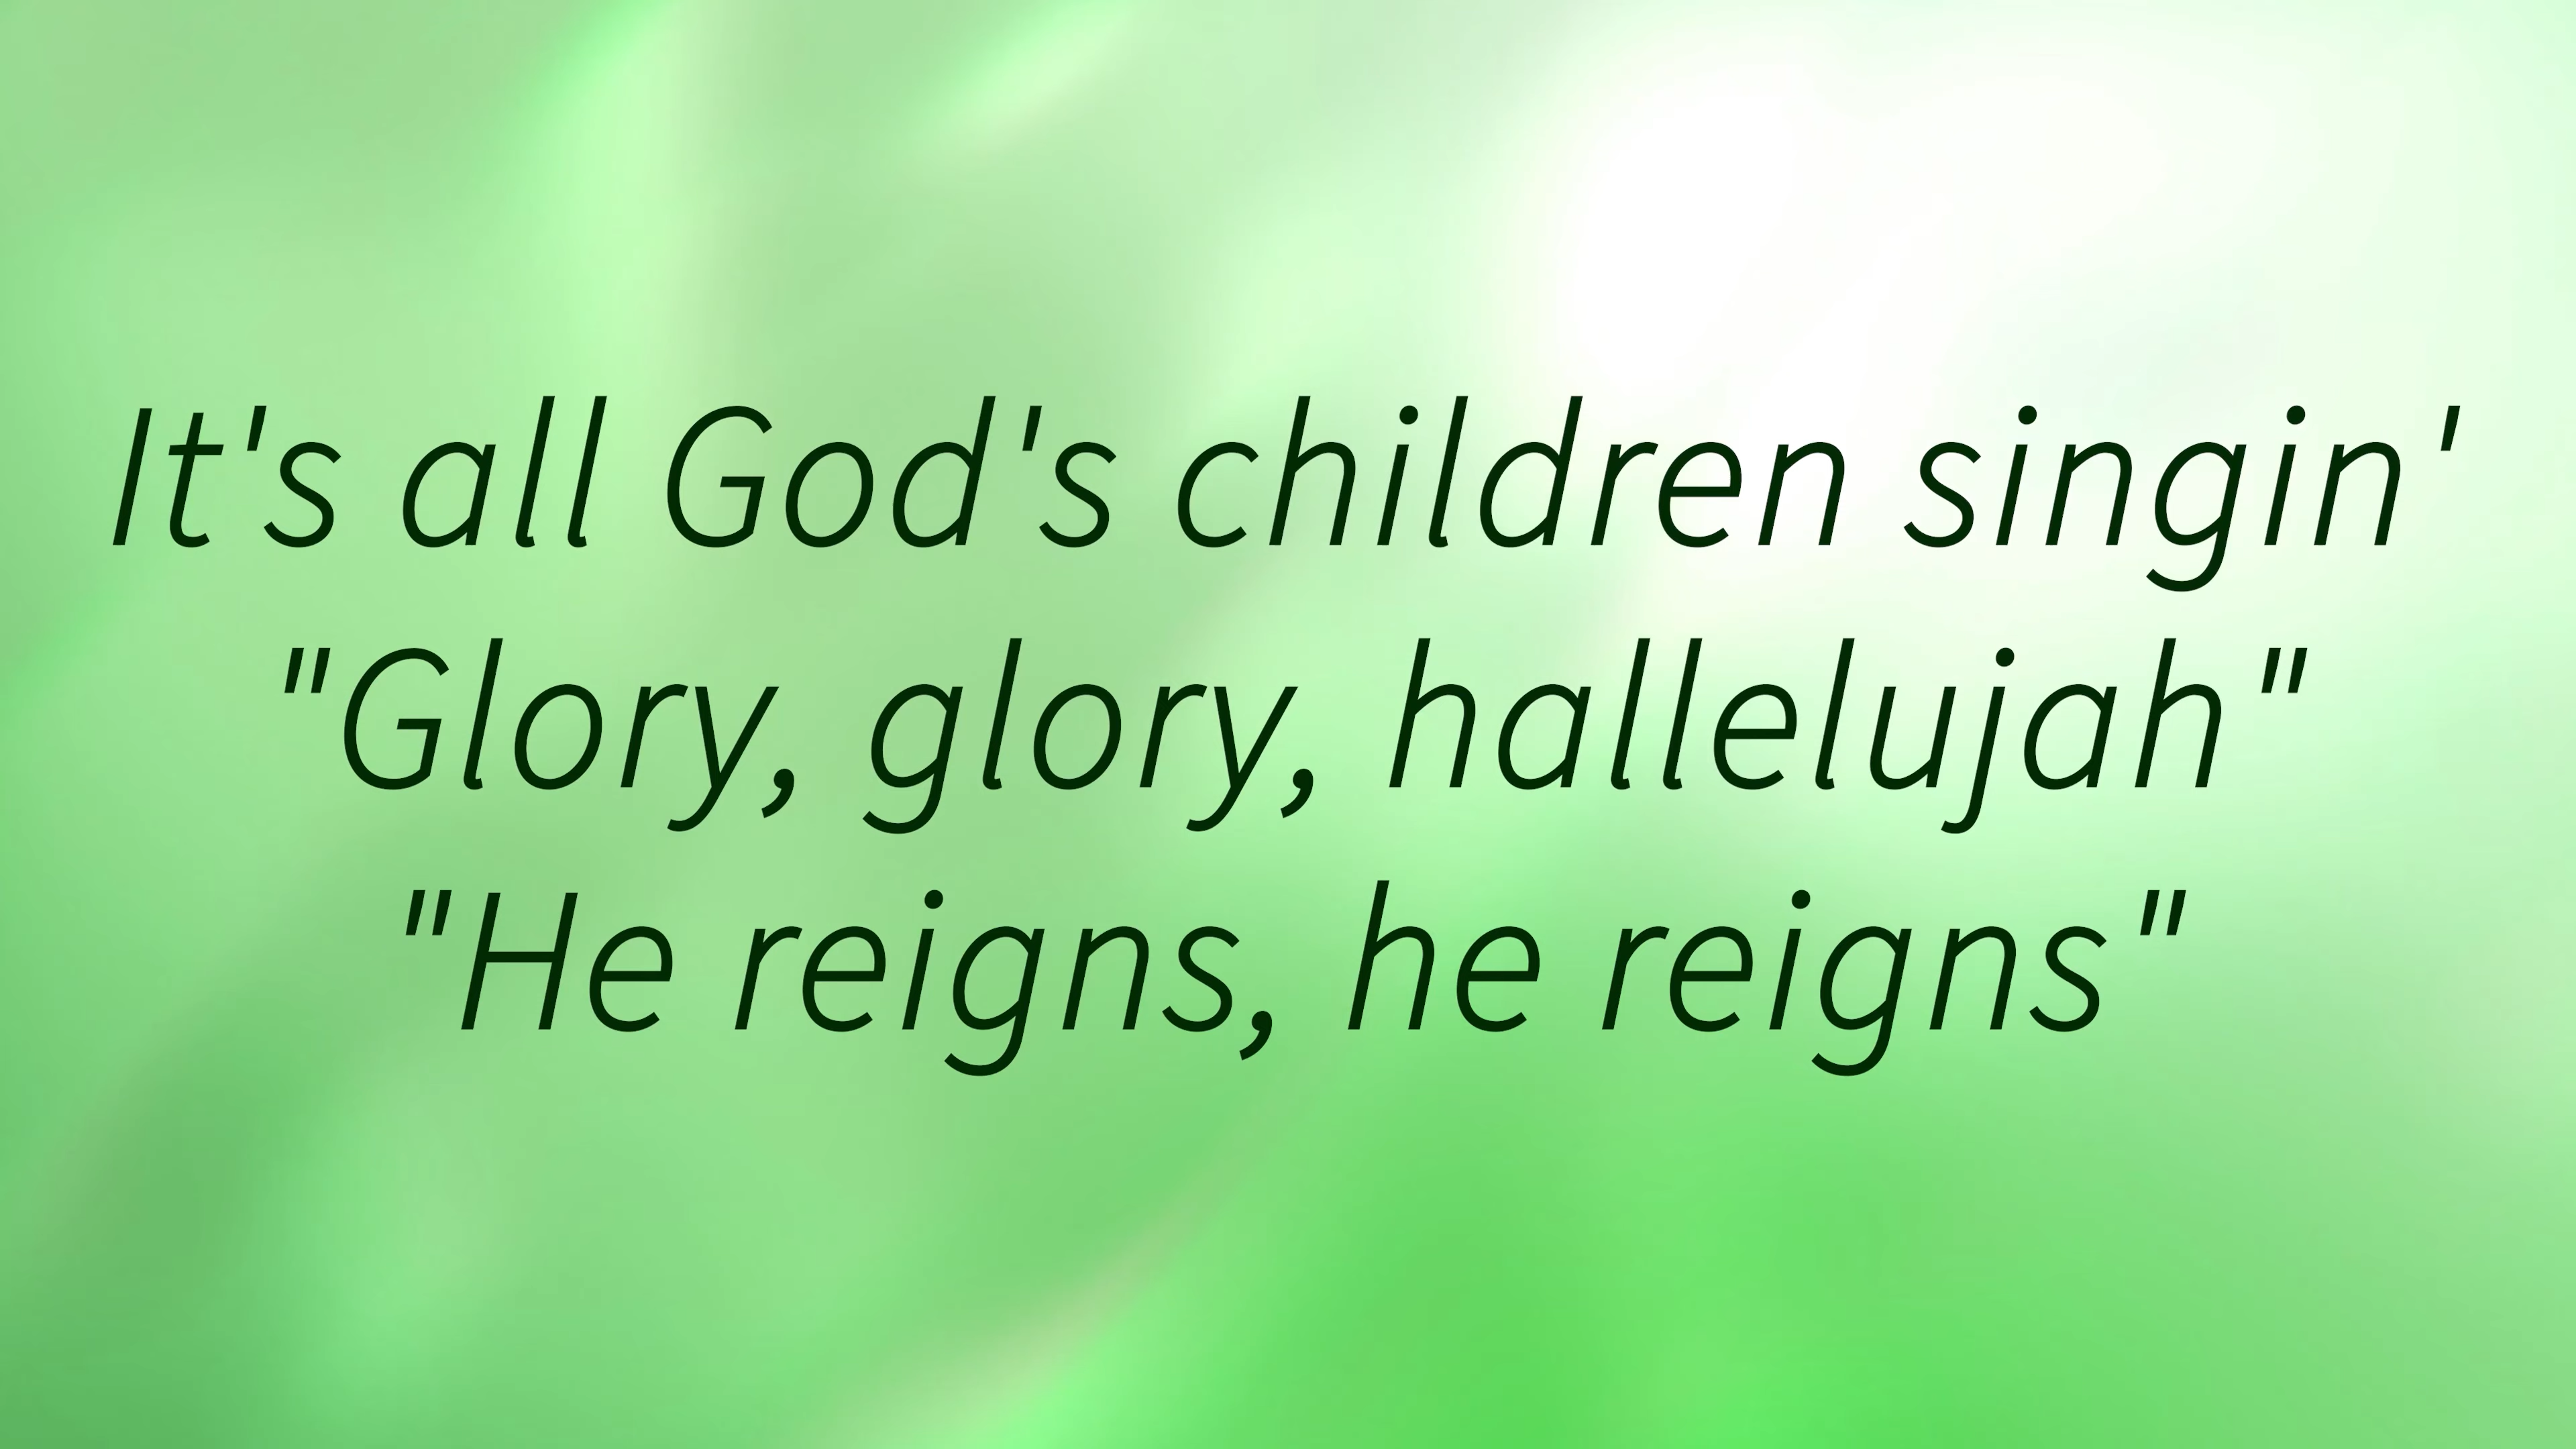 It's all God's children singin'
"Glory, glory, hallelujah"
"He reigns, he reigns"